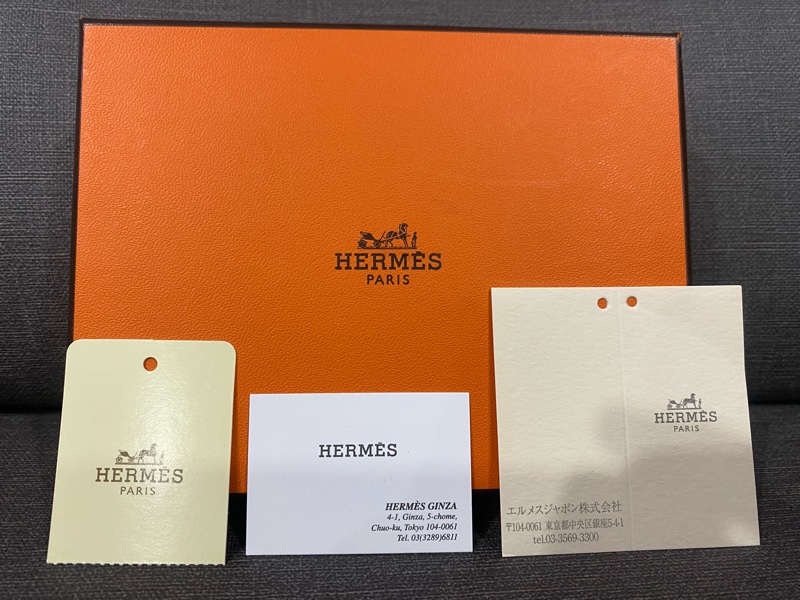 HERMÈS
PARIS
HERMÈS
PARIS
HERMÈS
HERMÈS GINZA
4-1, Ginza, 5-chome,
Chuo-ku, Tokyo 104-0061
Tel. 03(3289)6811
HERMÈS
PARIS
エルメスジャポン株式会社
〒104-0061 東京都中央区銀座5-4-1
tel.03-3569-3300